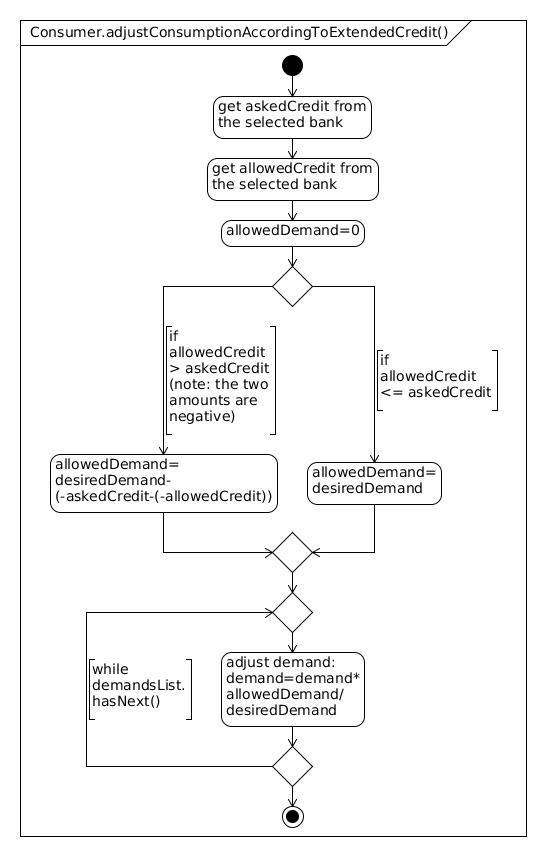 Consumer.adjustConsumptionAccordingToExtendedCredit()
get askedCredit from
the selected bank
get allowedCredit from
the selected bank
allowedDemand=0
if
allowedCredit
> askedCredit
(note: the two
amounts are
negative)
if
allowedCredit
<= askedCredit
allowedDemand=
desiredDemand-
(-askedCredit-(-allowedCredit))
allowedDemand=
desiredDemand
while
demandsList.
hasNext()
adjust demand:
demand=demand*
allowedDemand/
desiredDemand